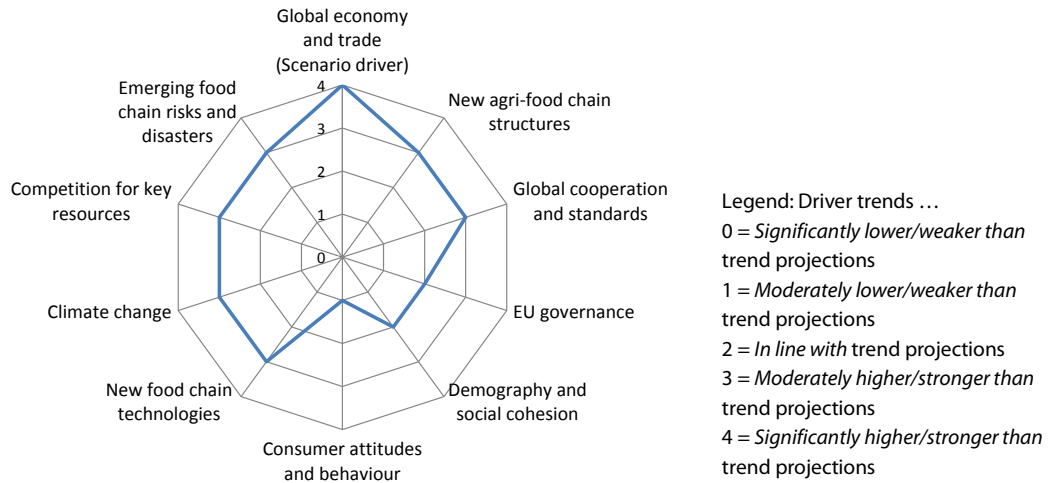 Global economy
and trade
(Scenario driver)
New agri-food chain
structures
Global cooperation
and standards
EU governance
Demography and
social cohesion
Consumer attitudes
and behaviour
New food chain
technologies
Climate change
Competition for key
resources
Emerging food
chain risks and
disasters
4
3
2
1
0
Legend: Driver trends ...
0 = Significantly lower/weaker than
trend projections
1 = Moderately lower/weaker than
trend projections
2 = In line with trend projections
3 = Moderately higher/stronger than
trend projections
4 = Significantly higher/stronger than
trend projections